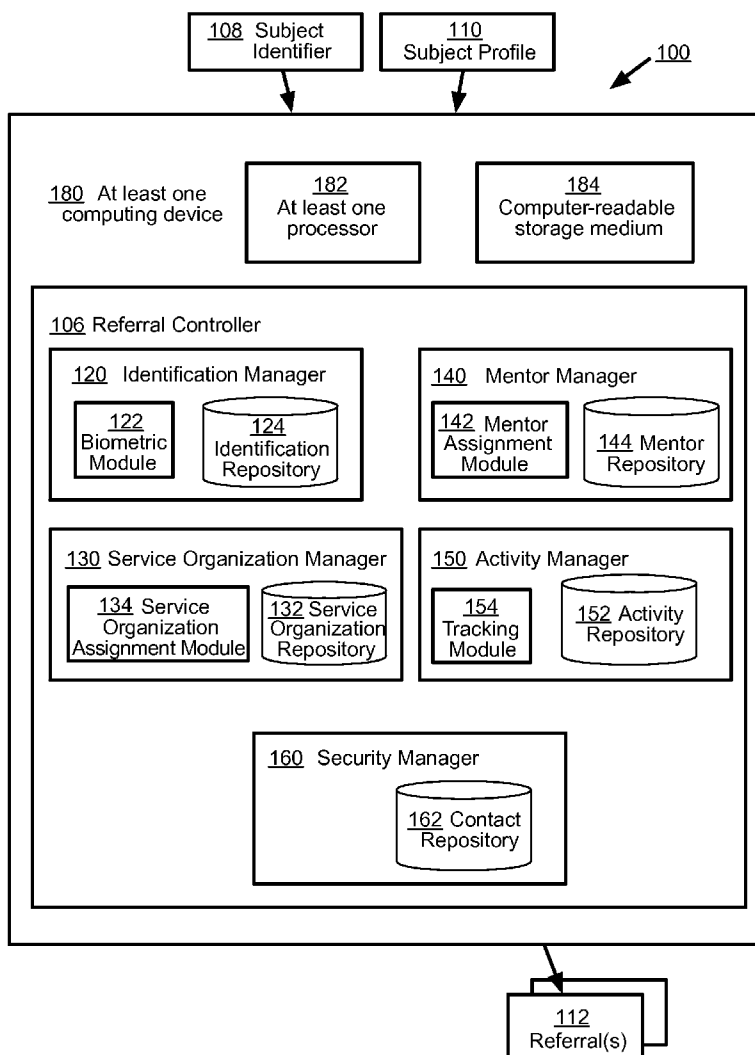 108 Subject
Identifier
110
Subject Profile
100
180 At least one
computing device
182
At least one
processor
184
Computer-readable
storage medium
106 Referral Controller
120 Identification Manager
122
Biometric
Module
124
Identification
Repository
140 Mentor Manager
142 Mentor
Assignment
Module
144 Mentor
Repository
130 Service Organization Manager
134 Service
Organization
Assignment Module
132 Service
Organization
Repository
150 Activity Manager
154
Tracking
Module
152 Activity
Repository
160 Security Manager
162 Contact
Repository
112
Referral(s)